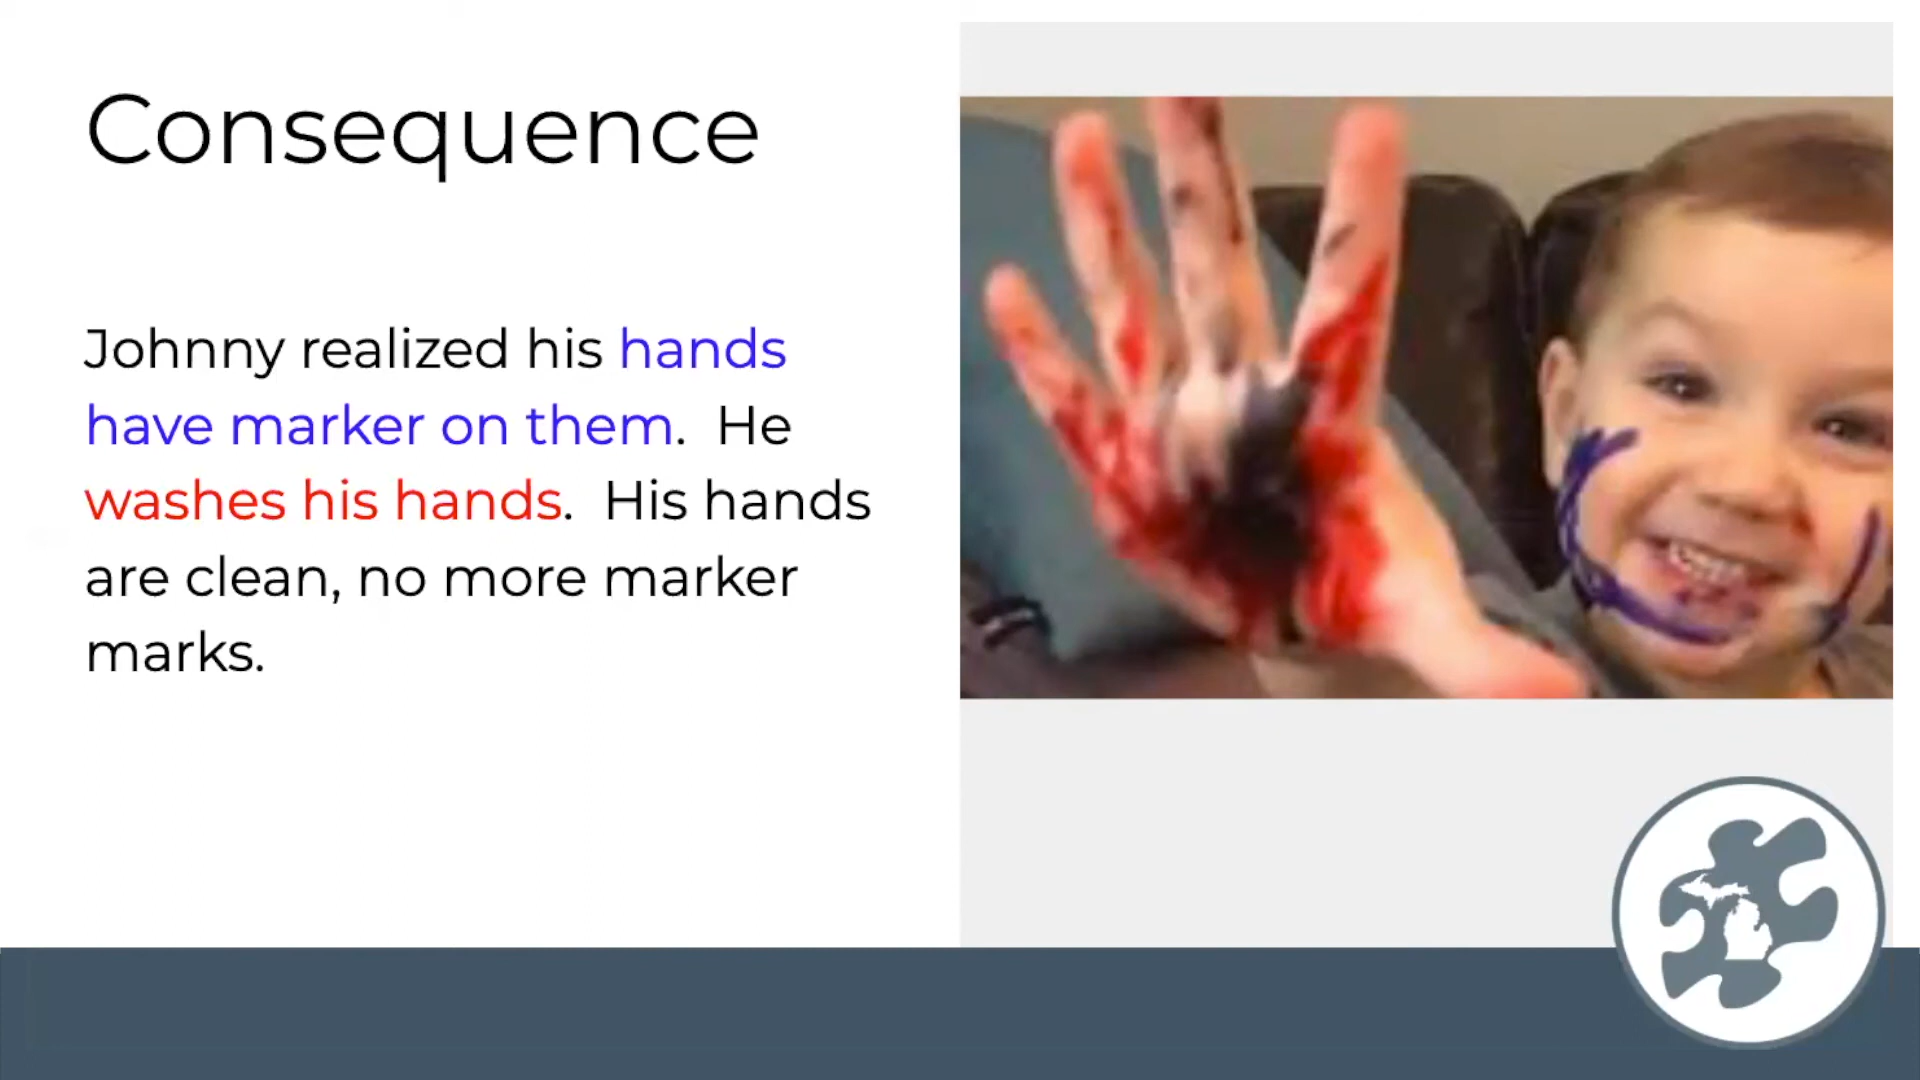 Consequence
Johnny realized his hands
have marker on them.  He
washes his hands.  His hands
are clean, no more marker
marks.